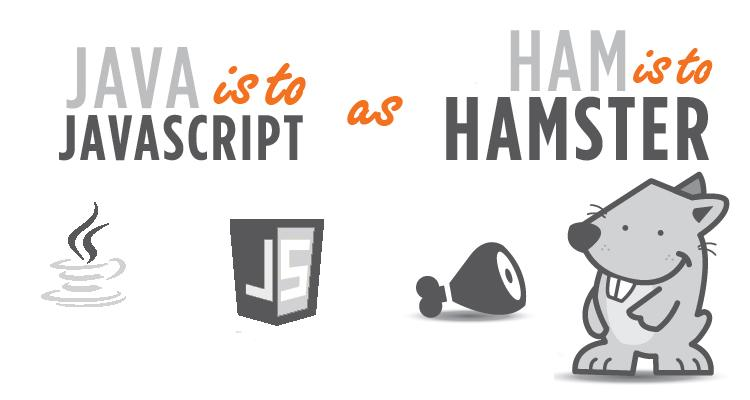 JAVA is to
JAVASCRIPT
as
HAM is to
HAMSTER
JS